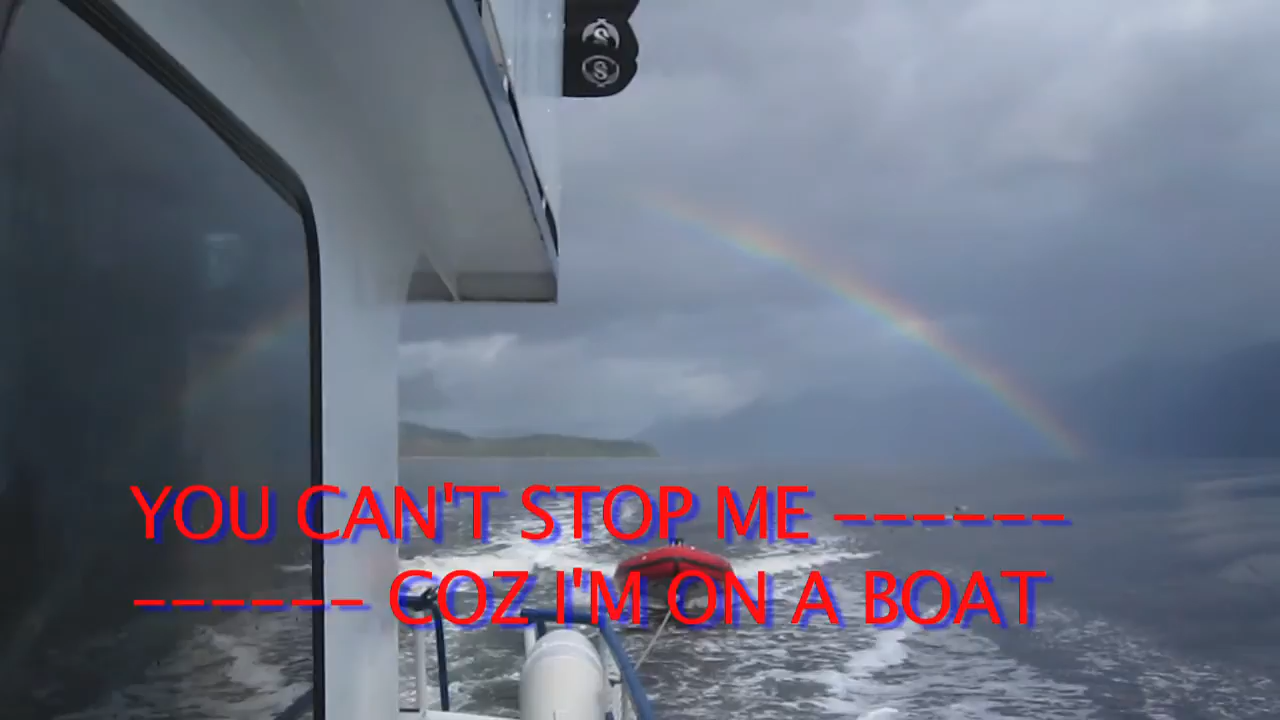 YOU CAN'T STOP ME ------
------ COZ I'M ON A BOAT